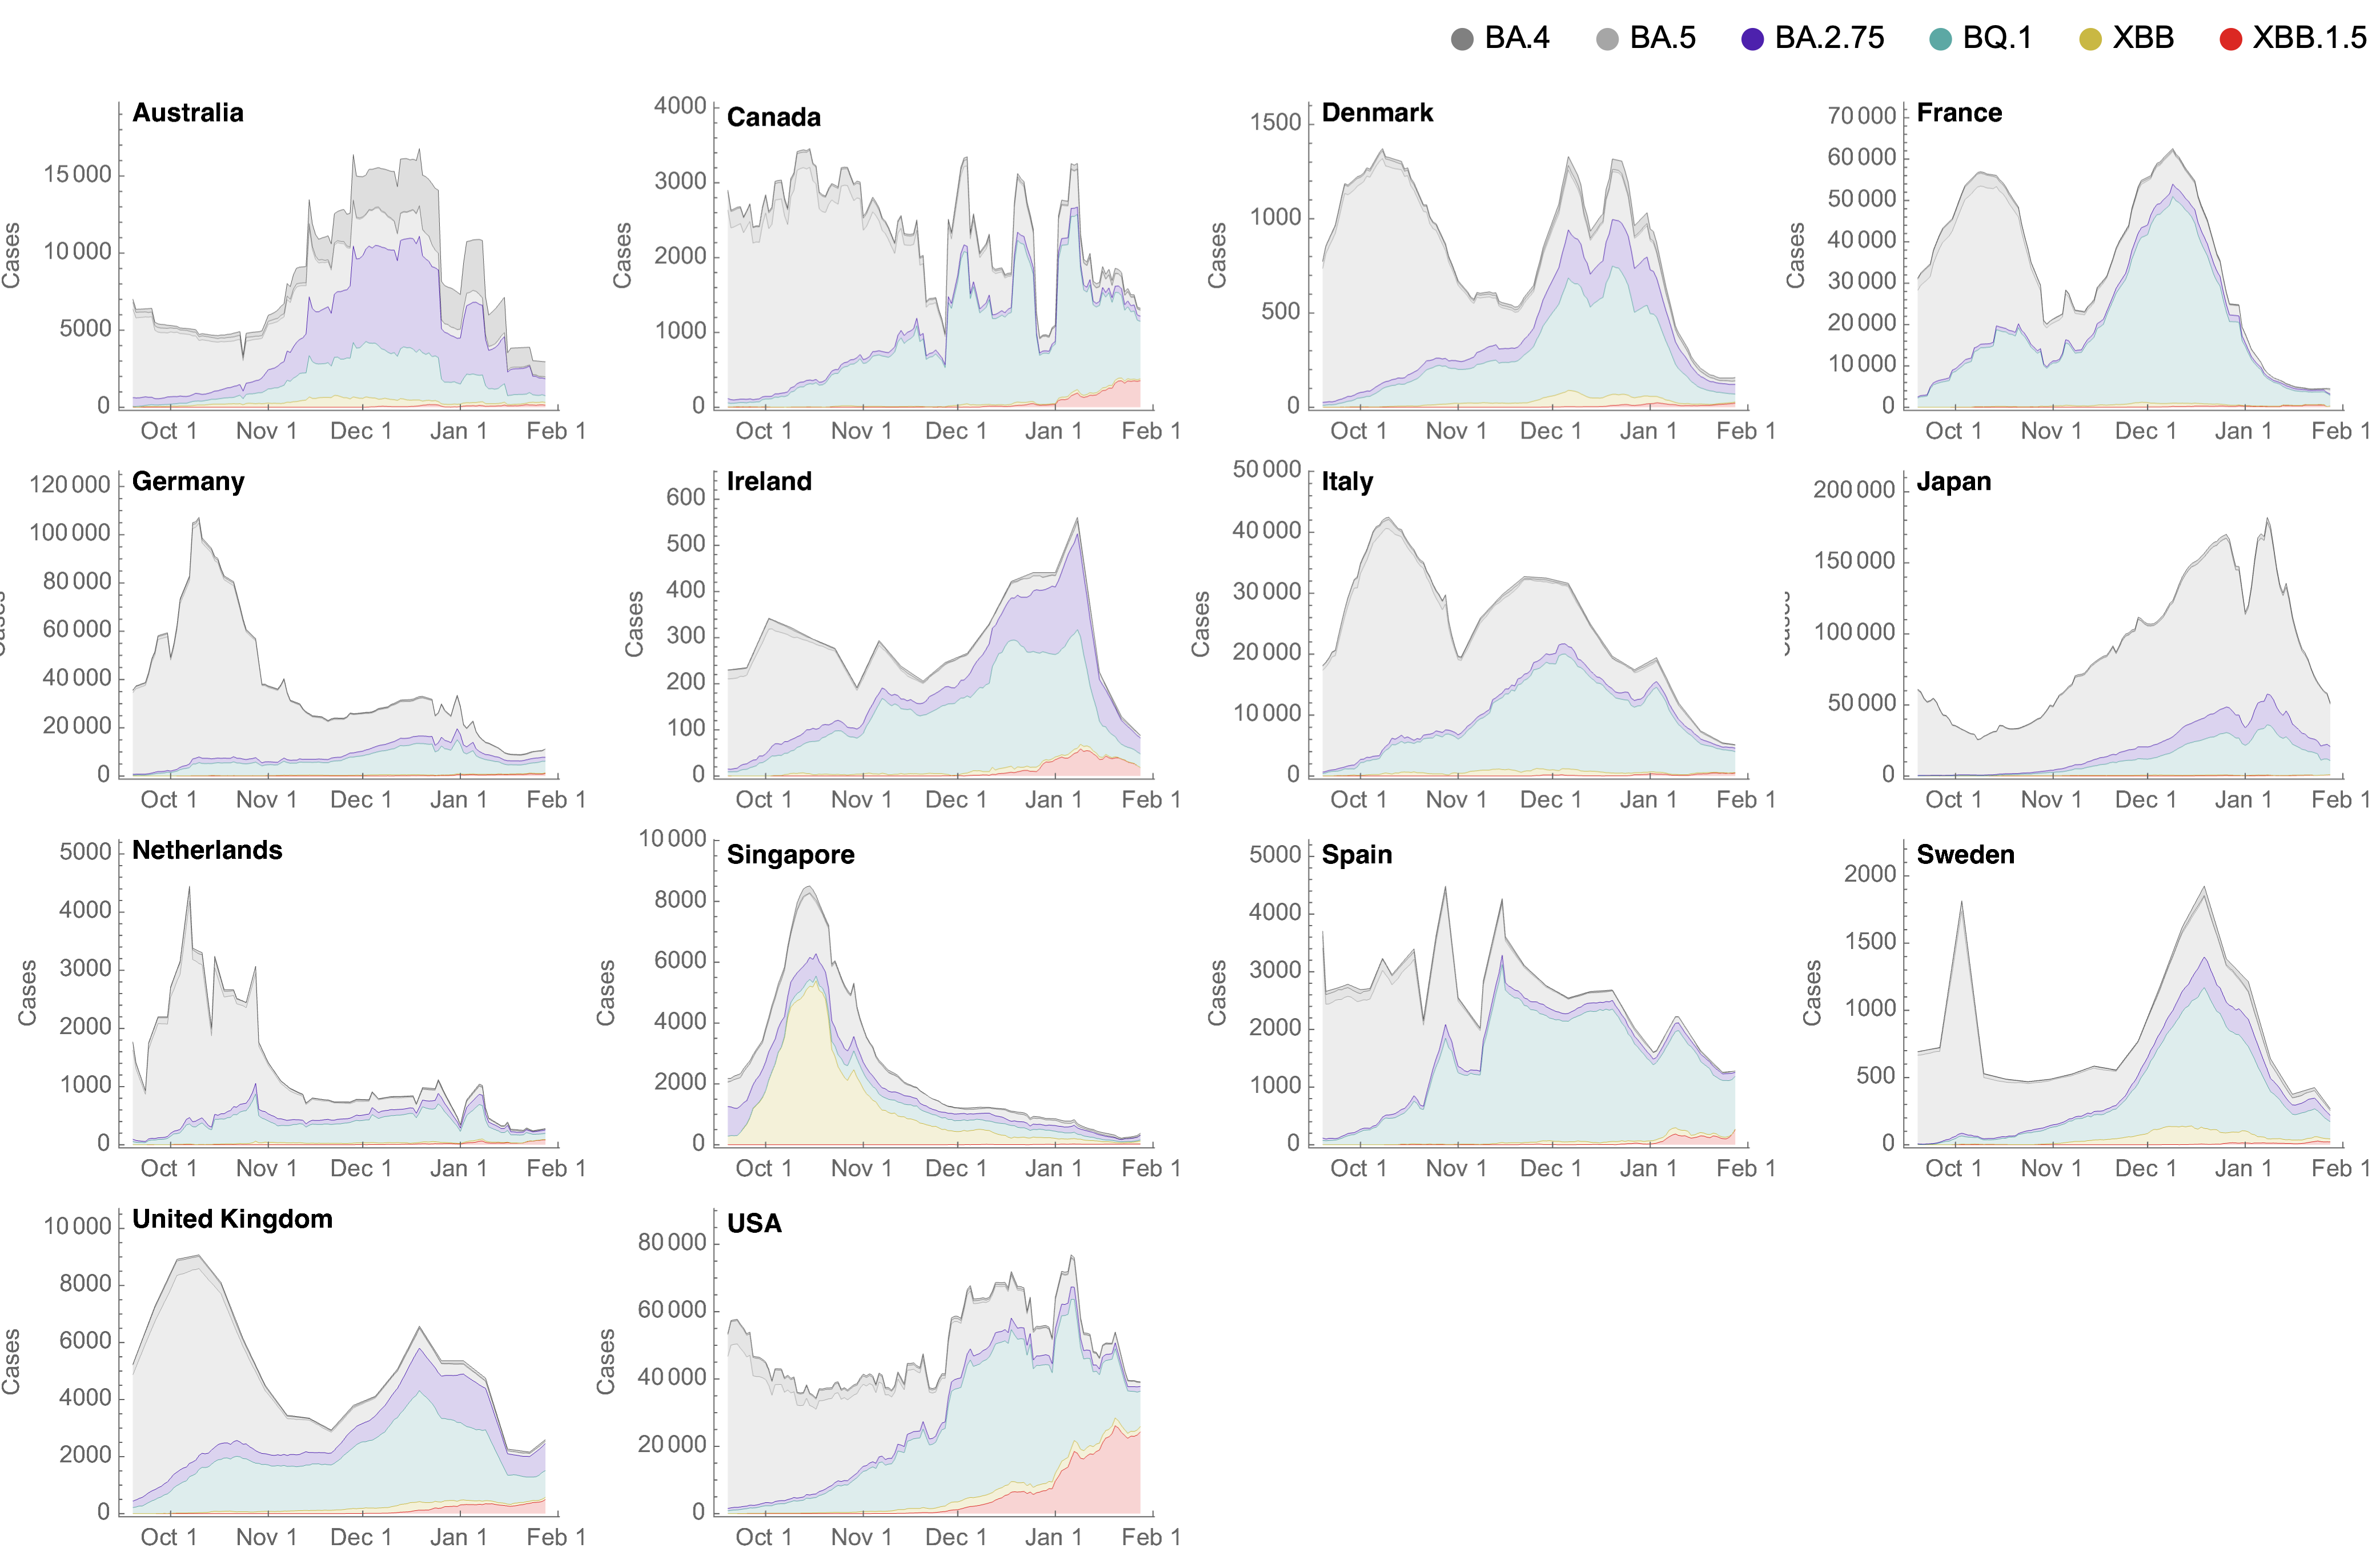 BA.4 BA.5 BA.2.75 BQ.1 XBB XBB.1.5
Australia
Cases
15 000
10 000
5000
0
Oct 1 Nov 1 Dec 1 Jan 1 Feb 1
Canada
Cases
4000
3000
2000
1000
0
Oct 1 Nov 1 Dec 1 Jan 1 Feb 1
Denmark
Cases
1500
1000
500
0
Oct 1 Nov 1 Dec 1 Jan 1 Feb 1
France
Cases
70 000
60 000
50 000
40 000
30 000
20 000
10 000
0
Oct 1 Nov 1 Dec 1 Jan 1 Feb 1
Germany
Cases
120 000
100 000
80 000
60 000
40 000
20 000
0
Oct 1 Nov 1 Dec 1 Jan 1 Feb 1
Ireland
Cases
600
500
400
300
200
100
0
Oct 1 Nov 1 Dec 1 Jan 1 Feb 1
Italy
Cases
50 000
40 000
30 000
20 000
10 000
0
Oct 1 Nov 1 Dec 1 Jan 1 Feb 1
Japan
Cases
200 000
150 000
100 000
50 000
0
Oct 1 Nov 1 Dec 1 Jan 1 Feb 1
Netherlands
Cases
5000
4000
3000
2000
1000
0
Oct 1 Nov 1 Dec 1 Jan 1 Feb 1
Singapore
Cases
10 000
8000
6000
4000
2000
0
Oct 1 Nov 1 Dec 1 Jan 1 Feb 1
Spain
Cases
5000
4000
3000
2000
1000
0
Oct 1 Nov 1 Dec 1 Jan 1 Feb 1
Sweden
Cases
2000
1500
1000
500
0
Oct 1 Nov 1 Dec 1 Jan 1 Feb 1
United Kingdom
Cases
10 000
8000
6000
4000
2000
0
Oct 1 Nov 1 Dec 1 Jan 1 Feb 1
USA
Cases
80 000
60 000
40 000
20 000
0
Oct 1 Nov 1 Dec 1 Jan 1 Feb 1